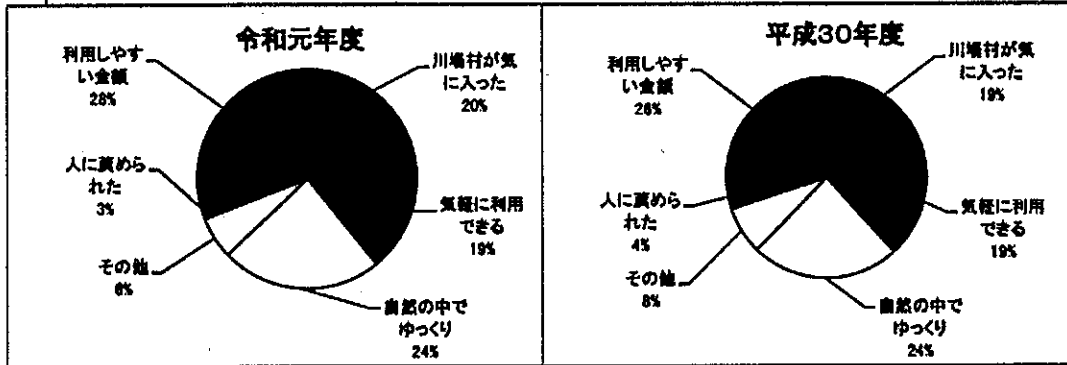 令和元年度
川場村が気
に入った
20%
気軽に利用
できる
19%
自然の中で
ゆっくり
24%
その他
6%
人に薦めら
れた
3%
利用しやす
い金額
28%
平成30年度
川場村が気
に入った
19%
気軽に利用
できる
19%
自然の中で
ゆっくり
24%
その他
8%
人に薦めら
れた
4%
利用しやす
い金額
26%